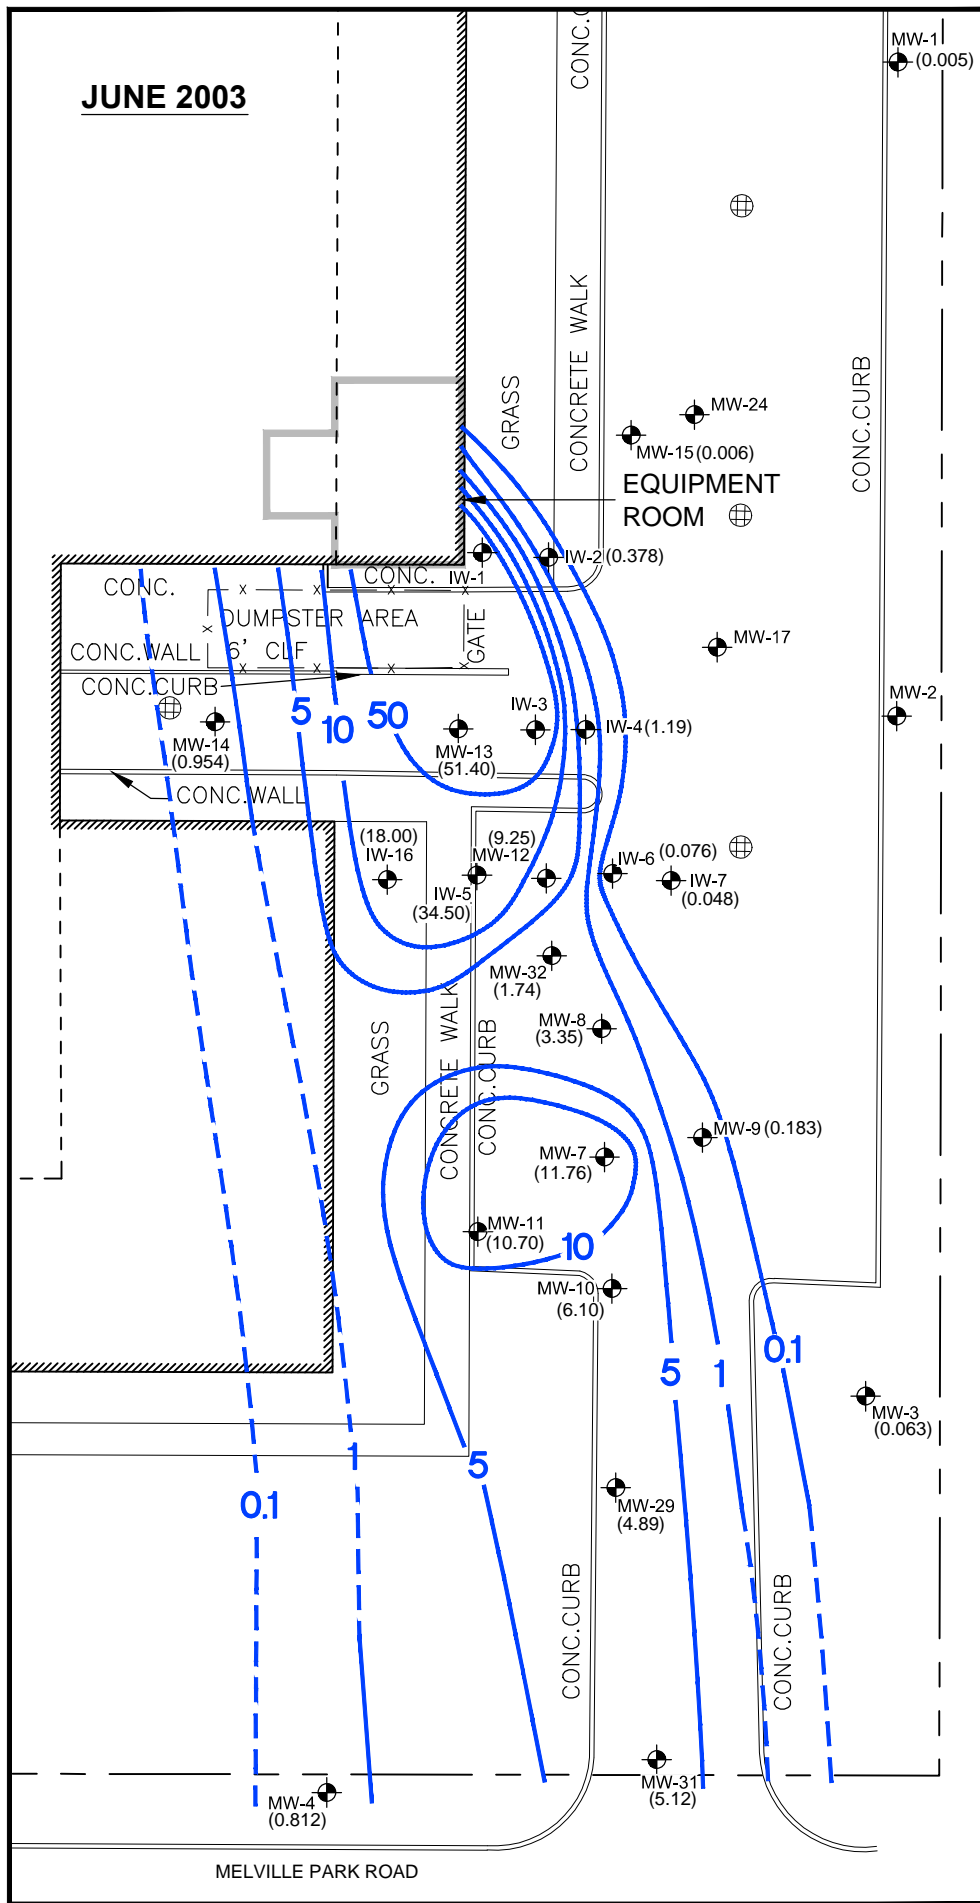 CONC.C
MW-1
(0.005)
JUNE 2003
CONCRETE WALK
GRASS
CONC.CURB
MW-24
MW-15 (0.006)
EQUIPMENT
ROOM
IW-2 (0.378)
IW-1
CONC.
CONC.
DUMPSTER AREA
6' CLF
GATE
CONC.WALL
CONC.CURB
MW-17
MW-2
5
10
50
IW-3
IW-4 (1.19)
MW-14
(0.954)
MW-13
(51.40)
CONC.WALL
(18.00)
IW-16
(9.25)
MW-12
IW-5
(34.50)
IW-6 (0.076)
IW-7
(0.048)
MW-32
(1.74)
MW-8
(3.35)
GRASS
CONCRETE WALK
CONC.CURB
MW-9 (0.183)
MW-7
(11.76)
MW-11
(10.70)
10
MW-10
(6.10)
5
1
0.1
MW-3
(0.063)
1
5
0.1
MW-29
(4.89)
CONC.CURB
CONC.CURB
MW-31
(5.12)
MW-4
(0.812)
MELVILLE PARK ROAD